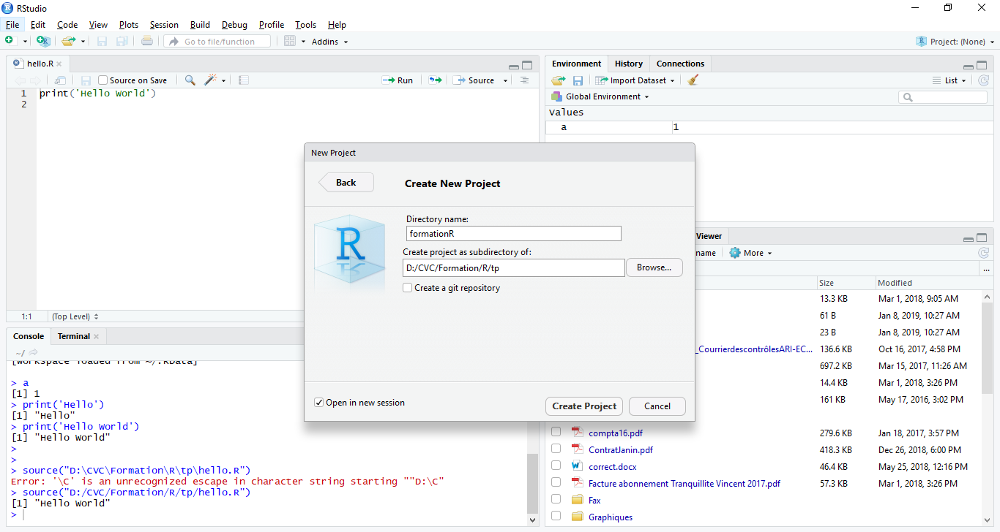 RStudio
File Edit Code View Plots Session Build Debug Profile Tools Help
Go to file/function Addins Project: (None)
hello.R
Source on Save Run Source
1 print('Hello World')
2
1:1 (Top Level)
Console Terminal
~/
[Workspace loaded from ~/.RData]
> a
[1] 1
> print('Hello')
[1] "Hello"
> print('Hello World')
[1] "Hello World"
>
>
> source("D:\CVC\Formation\R\tp\hello.R")
Error: '\C' is an unrecognized escape in character string starting ""D:\C"
> source("D:/CVC/Formation/R/tp/hello.R")
[1] "Hello World"
>
Environment History Connections
Import Dataset List
Global Environment
Values
a 1
New Project
Back Create New Project
R
Directory name:
formationR
Create project as subdirectory of:
D:/CVC/Formation/R/tp
Browse...
Create a git repository
Open in new session
Create Project Cancel
Viewer
name More
...
Size Modified
13.3 KB Mar 1, 2018, 9:05 AM
61 B Jan 8, 2019, 10:27 AM
23 B Jan 8, 2019, 10:27 AM
_CourrierdescontrôlesARI-EC... 136.6 KB Oct 16, 2017, 4:58 PM
697.2 KB Mar 15, 2017, 11:26 AM
14.4 KB Mar 1, 2018, 3:26 PM
161 KB May 17, 2016, 3:02 PM
compta16.pdf 279.6 KB Jan 18, 2017, 3:57 PM
ContratJanin.pdf 418.3 KB Dec 26, 2018, 6:00 PM
correct.docx 46.4 KB May 25, 2018, 12:16 PM
Facture abonnement Tranquillite Vincent 2017.pdf 57.3 KB Mar 1, 2018, 3:26 PM
Fax
Graphiques